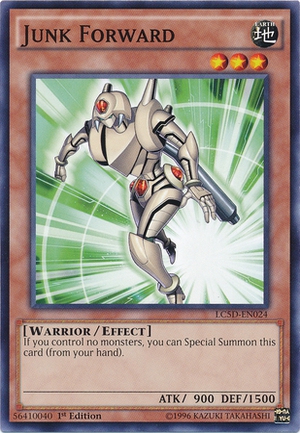 JUNK FORWARD
EARTH
地
LC5D-EN024
[WARRIOR / EFFECT]
If you control no monsters, you can Special Summon this
card (from your hand).
ATK/ 900 DEF/1500
56410040 1st Edition ©1996 KAZUKI TAKAHASHI